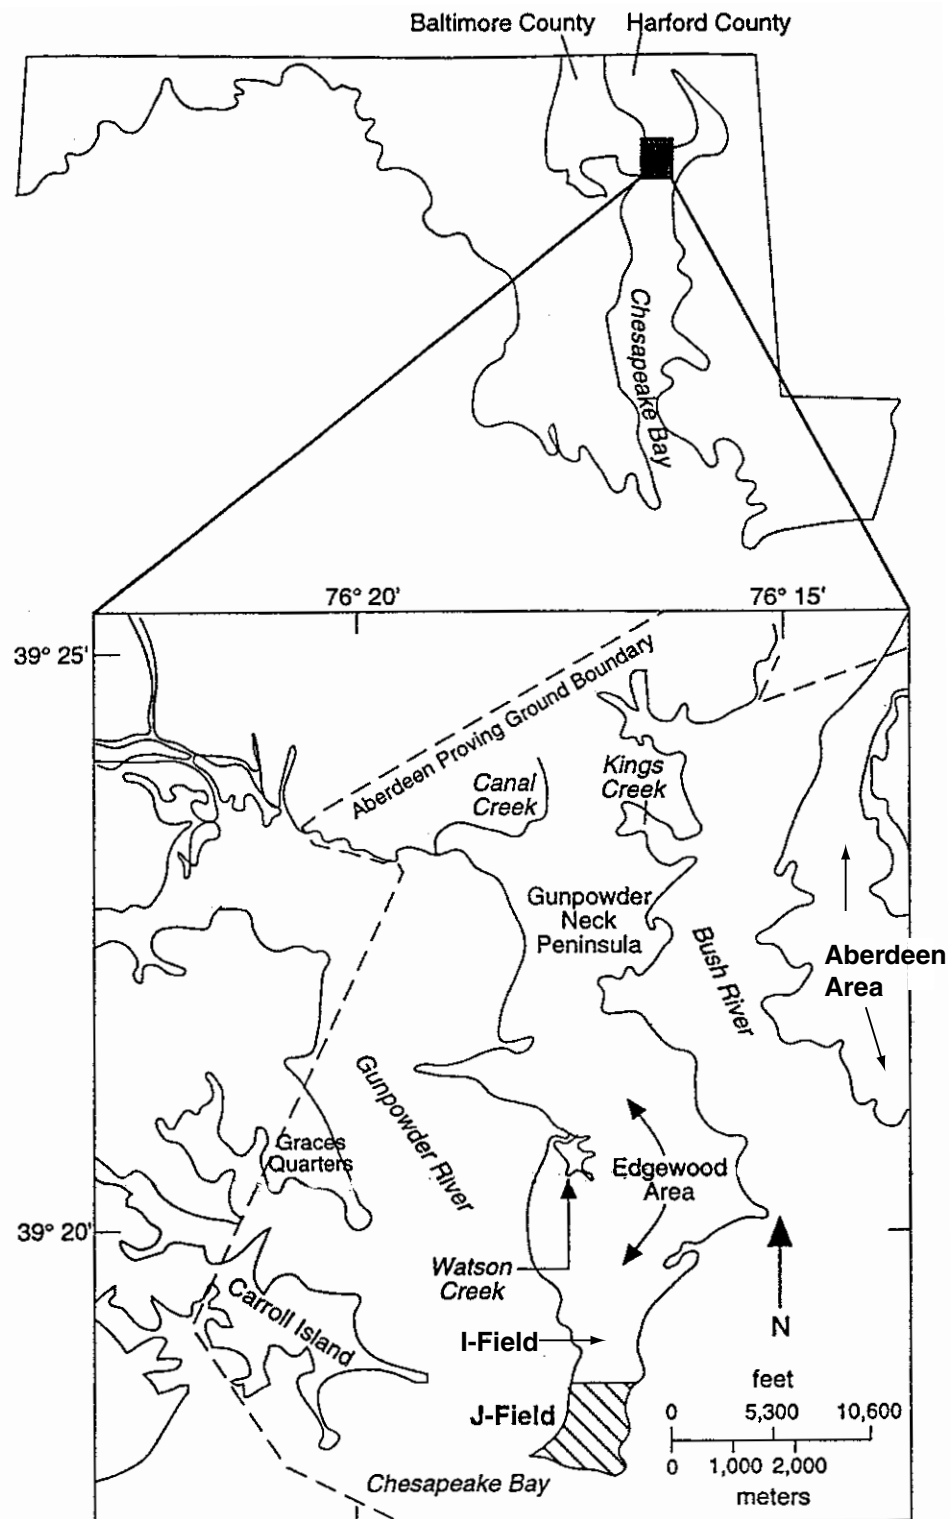 Baltimore County
Harford County
Chesapeake Bay
76° 20'
76° 15'
39° 25'
Aberdeen Proving Ground Boundary
Canal
Creek
Kings
Creek
Gunpowder
Neck
Peninsula
Bush River
Aberdeen
Area
Gunpowder River
Graces
Quarters
Edgewood
Area
39° 20'
Watson
Creek
Carroll Island
I-Field
N
J-Field
feet
0 5,300 10,600
0 1,000 2,000
meters
Chesapeake Bay